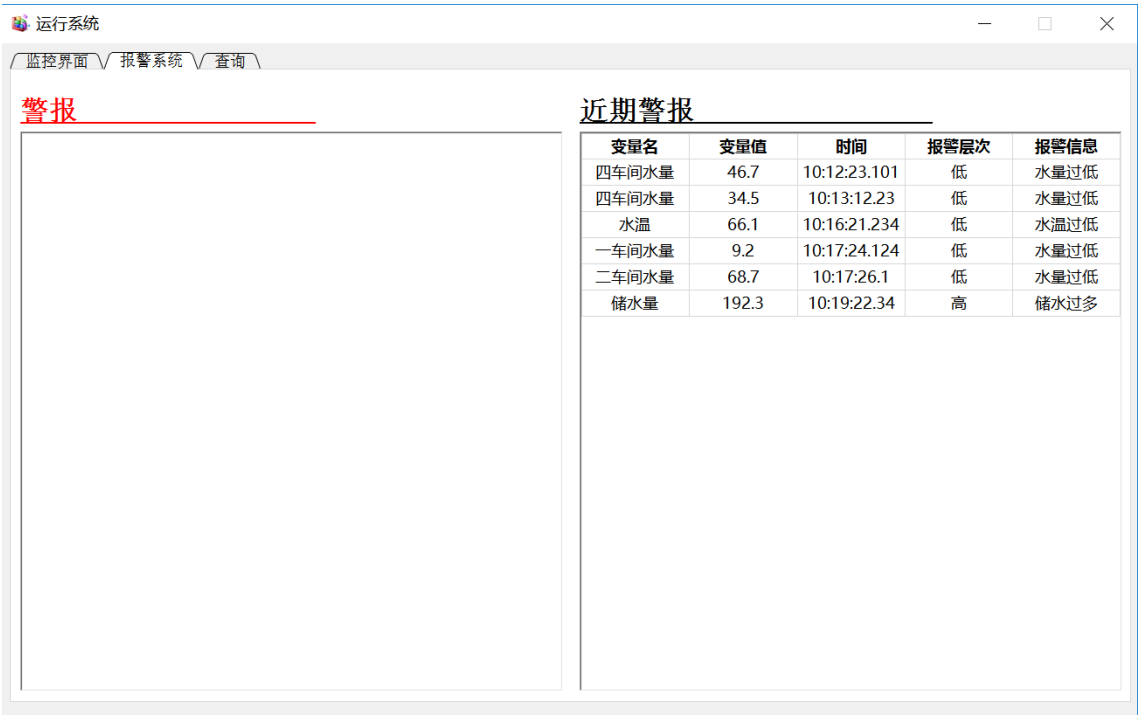 运行系统
监控界面 报警系统 查询
警报
近期警报
变量名 变量值 时间 报警层次 报警信息
四车间水量 46.7 10:12:23.101 低 水量过低
四车间水量 34.5 10:13:12.23 低 水量过低
水温 66.1 10:16:21.234 低 水温过低
一车间水量 9.2 10:17:24.124 低 水量过低
二车间水量 68.7 10:17:26.1 低 水量过低
储水量 192.3 10:19:22.34 高 储水过多